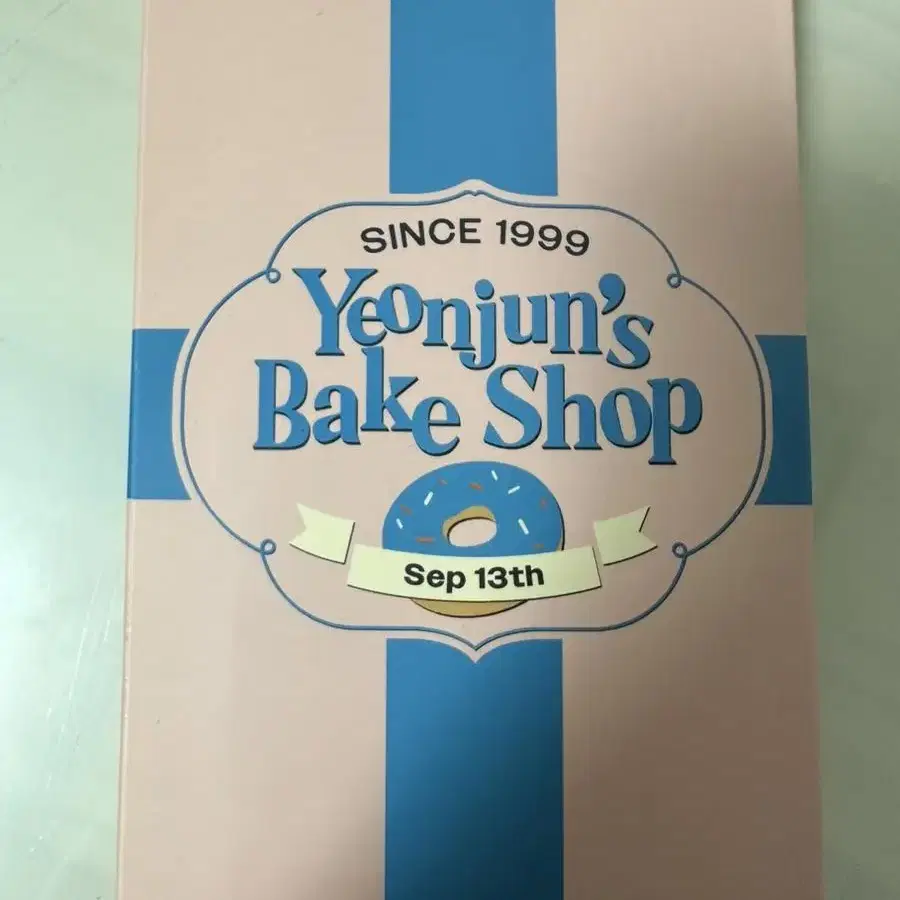 SINCE 1999
Yeonjun's
Bake Shop
Sep 13th